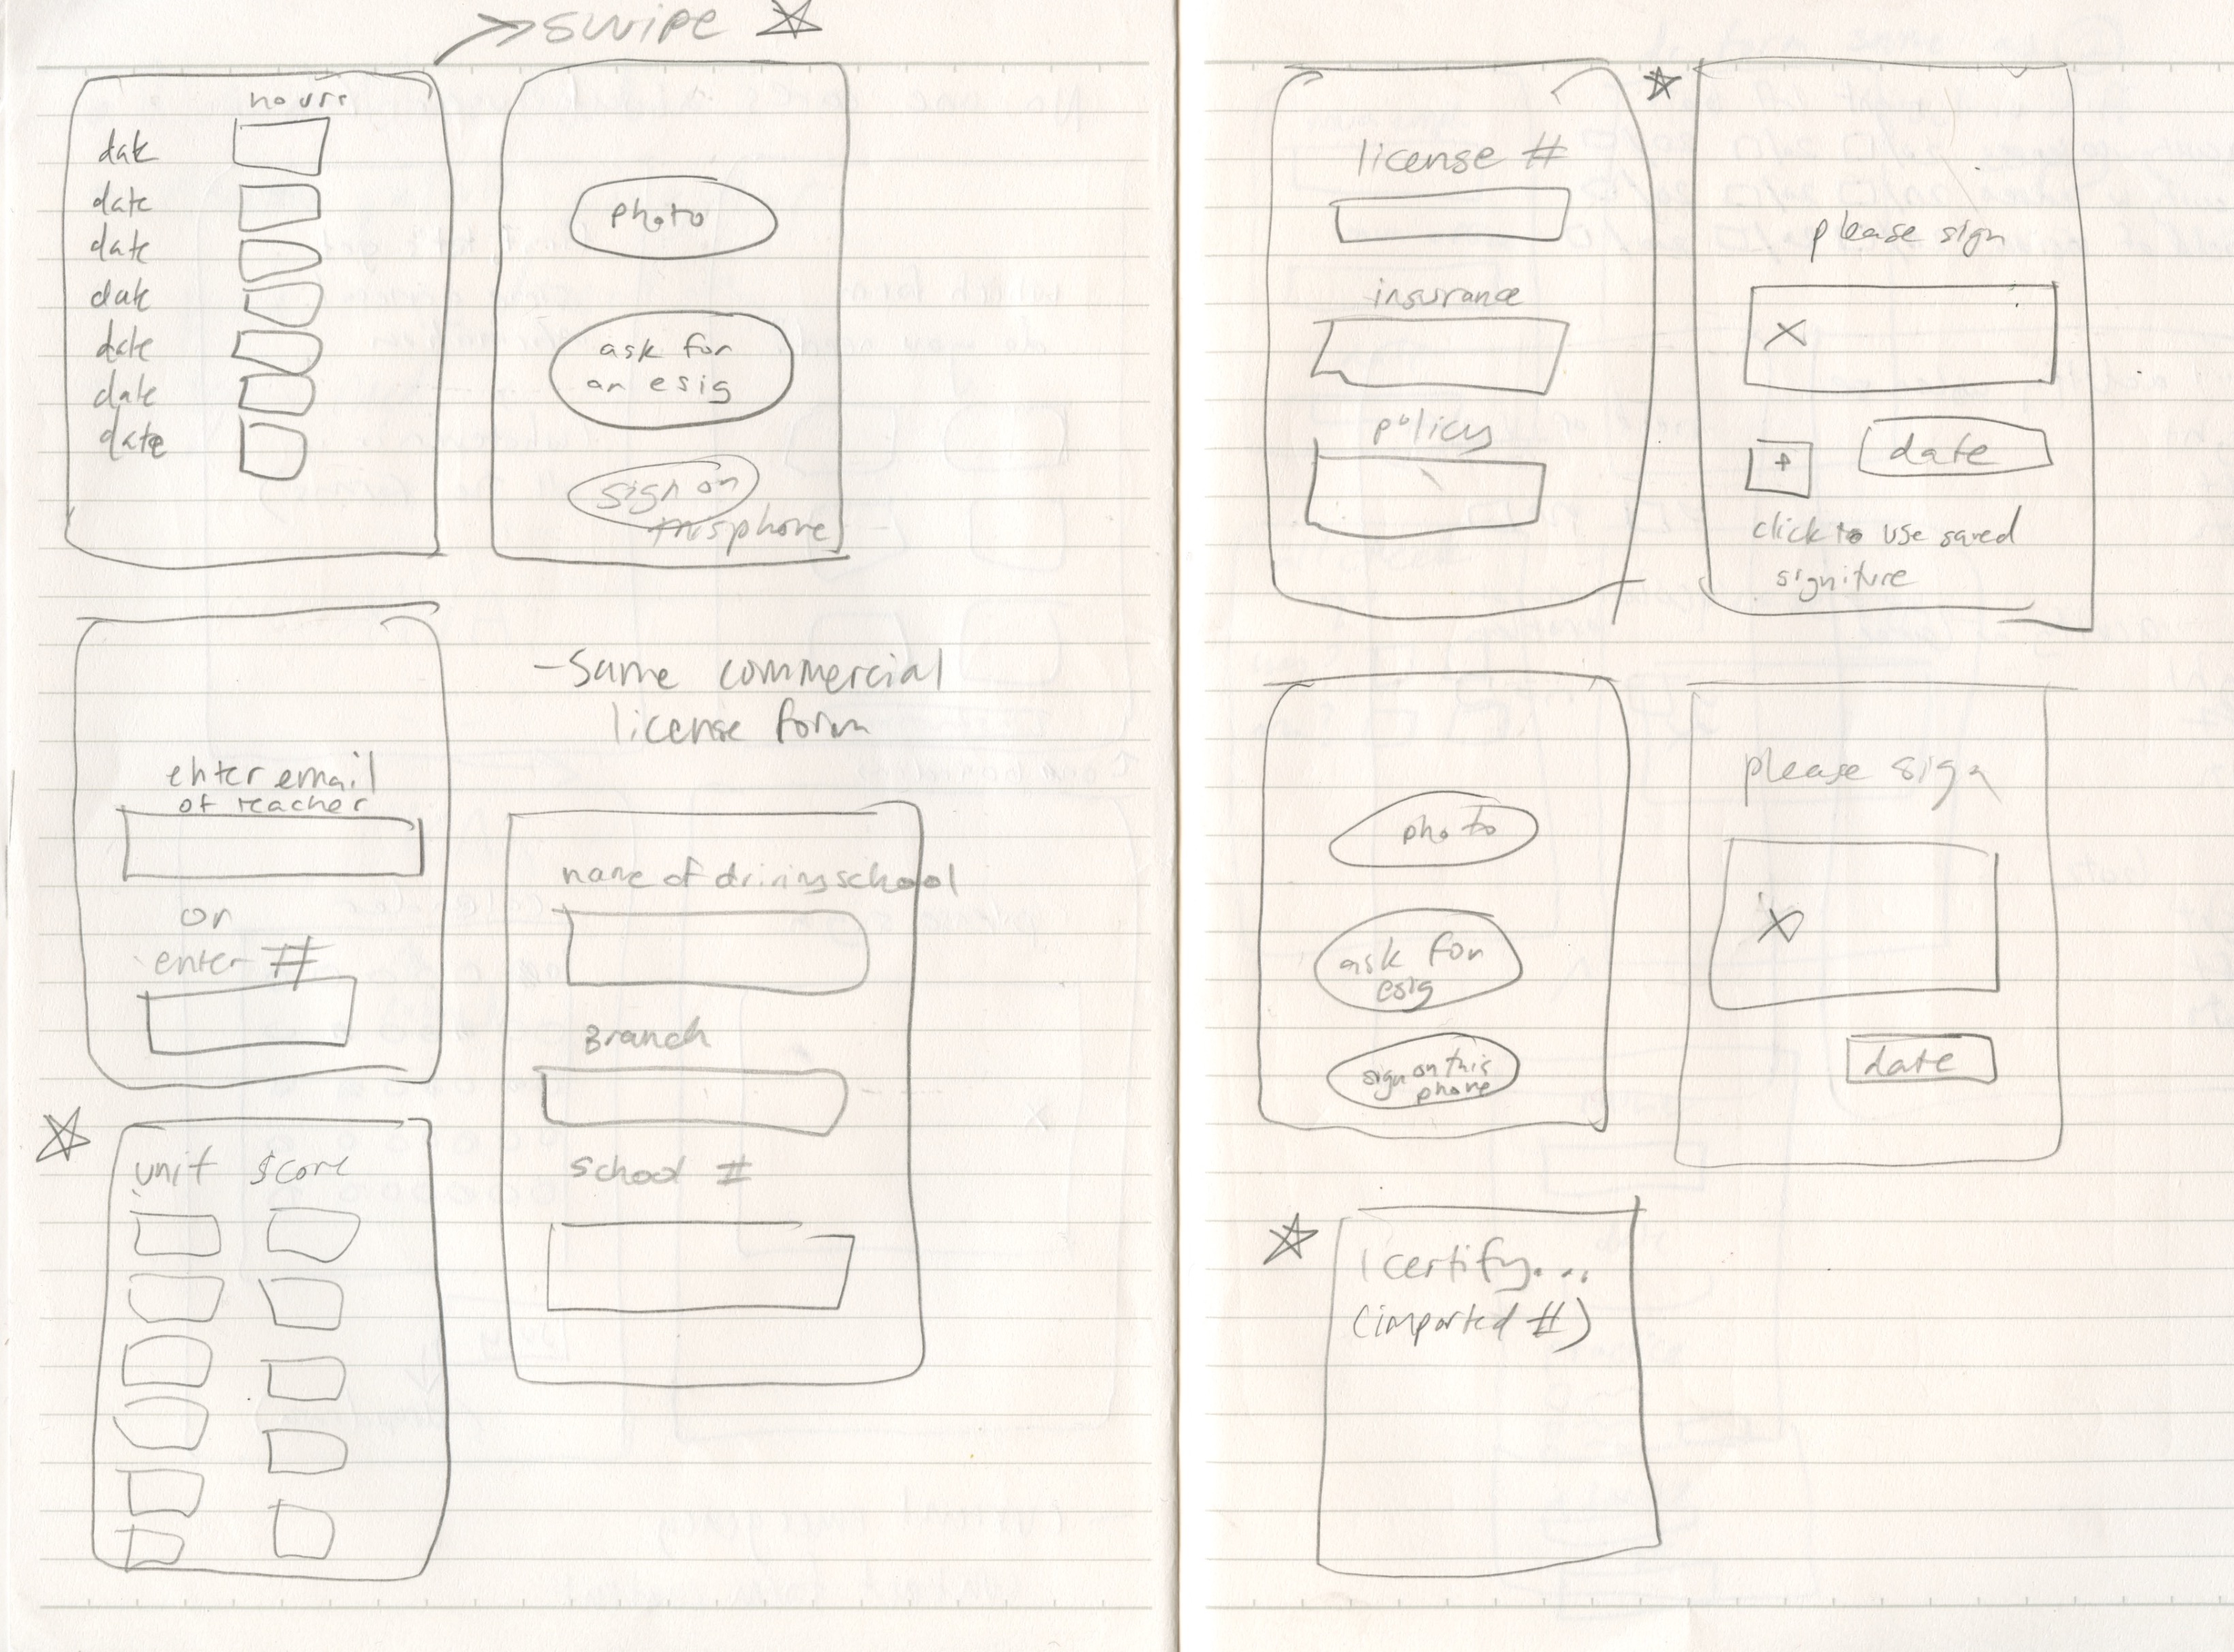 swipe
hours
date
date
date
date
date
date
date
photo
ask for
an esig
sign on
this phone
enter email
of teacher
or
enter #
- Same commercial
license form
name of driving school
Branch
School #
unit score
license #
insurance
policy
please sign
X
+
date
click to use saved
signiture
photo
ask for
esig
sign on this
phone
please sign
X
date
I certify...
(imported #)